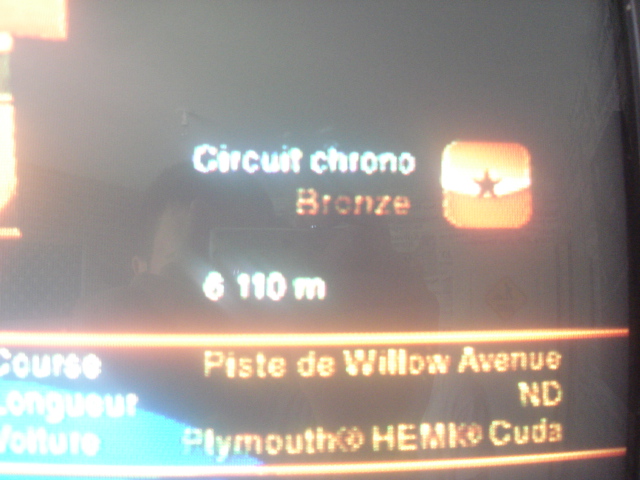 Circuit chrono
Bronze
6 110 m
Course Piste de Willow Avenue
Longueur ND
Voiture Plymouth® HEMI® Cuda